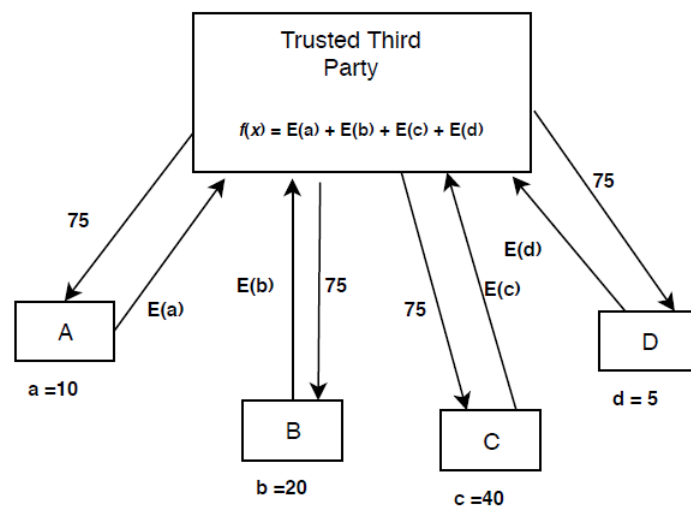 Trusted Third
Party
f(x) = E(a) + E(b) + E(c) + E(d)
75
75
E(d)
E(b)
75
E(c)
E(a)
75
A
D
a =10
d = 5
B
C
b =20
c =40